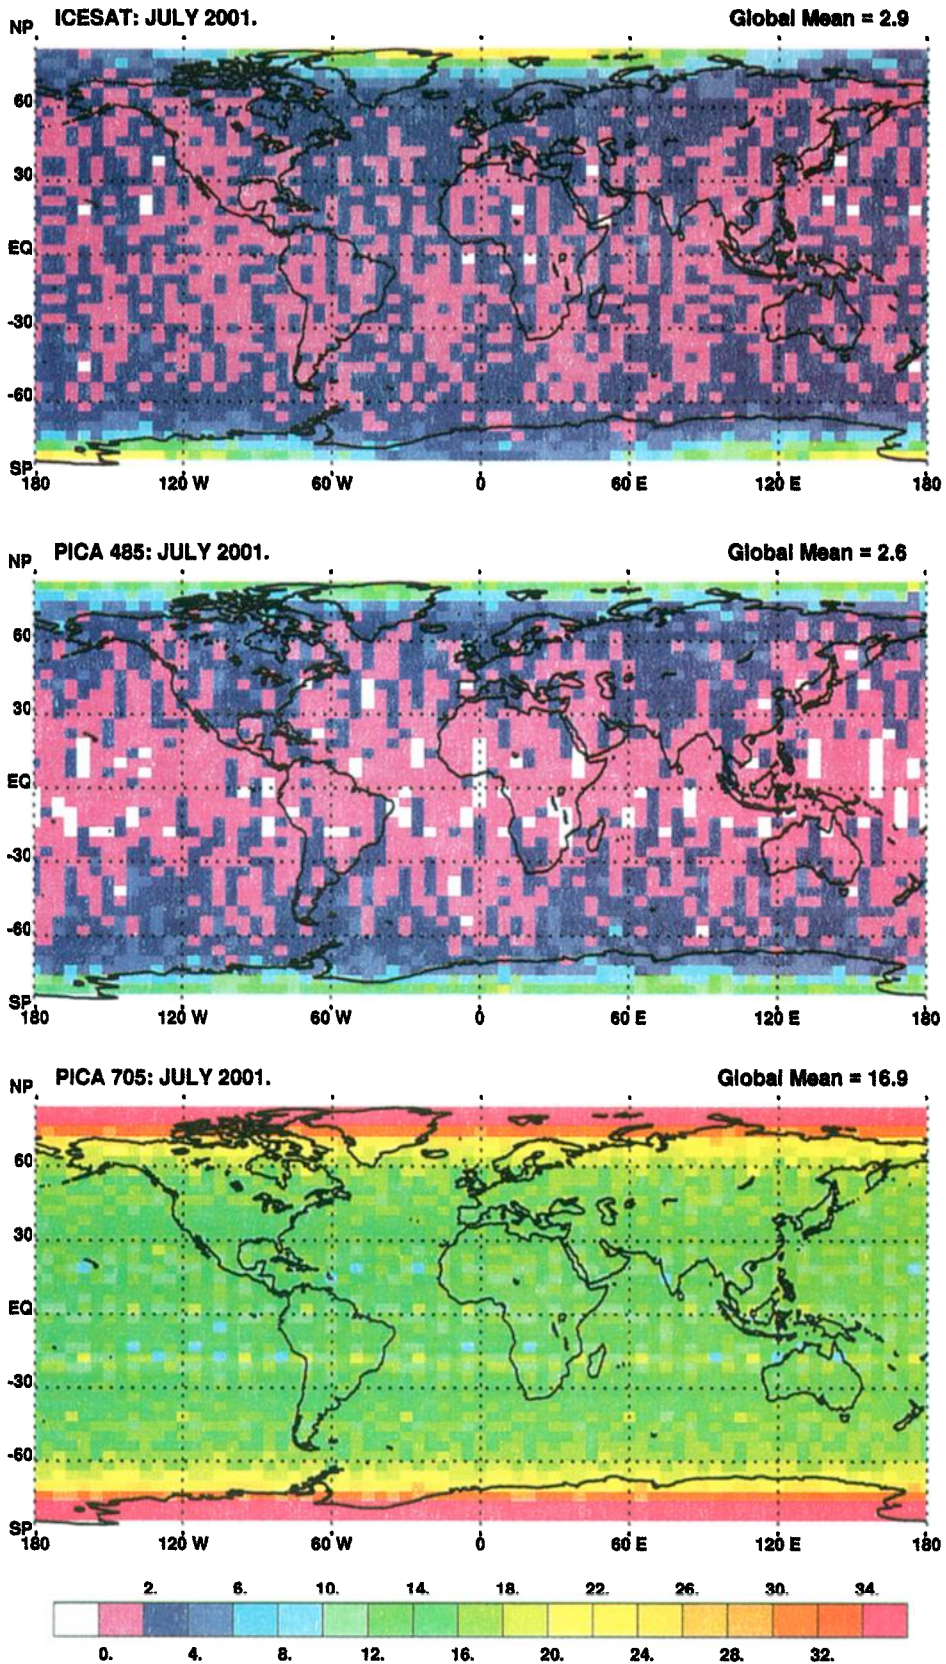 ICESAT: JULY 2001. Global Mean = 2.9
NP
60
30
EQ
-30
-60
SP
180 120 W 60 W 0 60 E 120 E 180
PICA 485: JULY 2001. Global Mean = 2.6
NP
60
30
EQ
-30
-60
SP
180 120 W 60 W 0 60 E 120 E 180
PICA 705: JULY 2001. Global Mean = 16.9
NP
60
30
EQ
-30
-60
SP
180 120 W 60 W 0 60 E 120 E 180
2. 6. 10. 14. 18. 22. 26. 30. 34.
0. 4. 8. 12. 16. 20. 24. 28. 32.